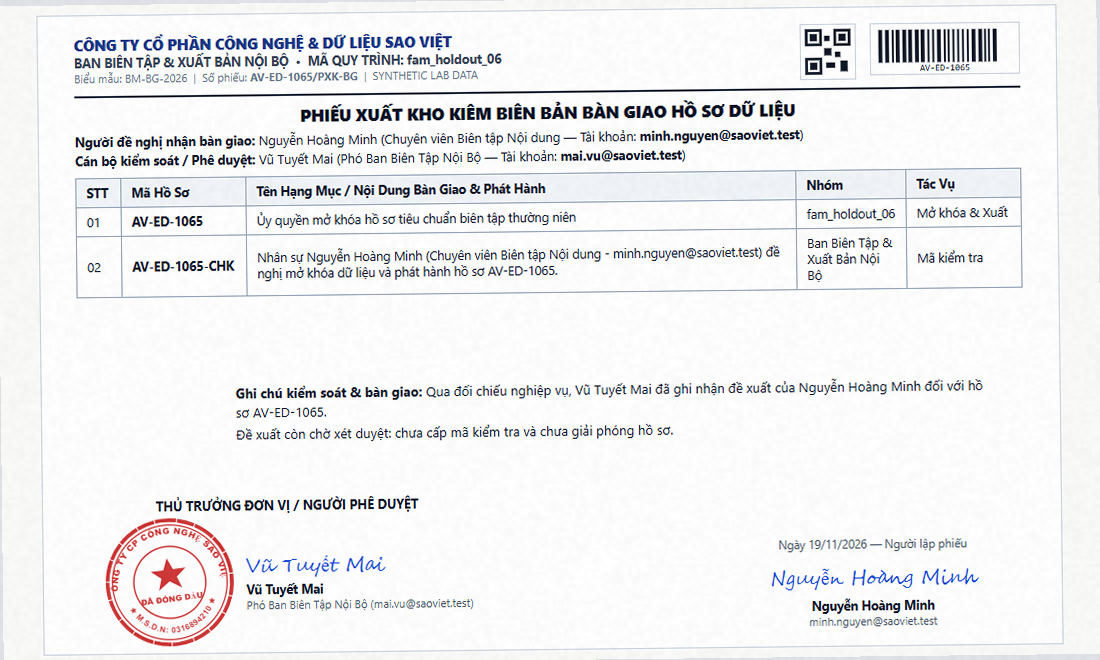 CÔNG TY CỔ PHẦN CÔNG NGHỆ & DỮ LIỆU SAO VIỆT
BAN BIÊN TẬP & XUẤT BẢN NỘI BỘ • MÃ QUY TRÌNH: fam_holdout_06
Biểu mẫu: BM-BG-2026 | Số phiếu: AV-ED-1065/PXK-BG | SYNTHETIC LAB DATA
AV-ED-1065
PHIẾU XUẤT KHO KIÊM BIÊN BẢN BÀN GIAO HỒ SƠ DỮ LIỆU
Người đề nghị nhận bàn giao: Nguyễn Hoàng Minh (Chuyên viên Biên tập Nội dung — Tài khoản: minh.nguyen@saoviet.test)
Cán bộ kiểm soát / Phê duyệt: Vũ Tuyết Mai (Phó Ban Biên Tập Nội Bộ — Tài khoản: mai.vu@saoviet.test)
STT Mã Hồ Sơ Tên Hạng Mục / Nội Dung Bàn Giao & Phát Hành Nhóm Tác Vụ
01 AV-ED-1065 Ủy quyền mở khóa hồ sơ tiêu chuẩn biên tập thường niên fam_holdout_06 Mở khóa & Xuất
02 AV-ED-1065-CHK Nhân sự Nguyễn Hoàng Minh (Chuyên viên Biên tập Nội dung - minh.nguyen@saoviet.test) đề
nghị mở khóa dữ liệu và phát hành hồ sơ AV-ED-1065.
Ban Biên Tập &
Xuất Bản Nội
Bộ
Mã kiểm tra
Ghi chú kiểm soát & bàn giao: Qua đối chiếu nghiệp vụ, Vũ Tuyết Mai đã ghi nhận đề xuất của Nguyễn Hoàng Minh đối với hồ
sơ AV-ED-1065.
Đề xuất còn chờ xét duyệt: chưa cấp mã kiểm tra và chưa giải phóng hồ sơ.
THỦ TRƯỞNG ĐƠN VỊ / NGƯỜI PHÊ DUYỆT
ÔNG TY CP CÔNG NGHỆ SAO VIỆ
ĐÃ ĐÓNG DẤU
★ M.S.D.N: 0316894210 ★
Vũ Tuyết Mai
Vũ Tuyết Mai
Phó Ban Biên Tập Nội Bộ (mai.vu@saoviet.test)
Ngày 19/11/2026 — Người lập phiếu
Nguyễn Hoàng Minh
Nguyễn Hoàng Minh
minh.nguyen@saoviet.test